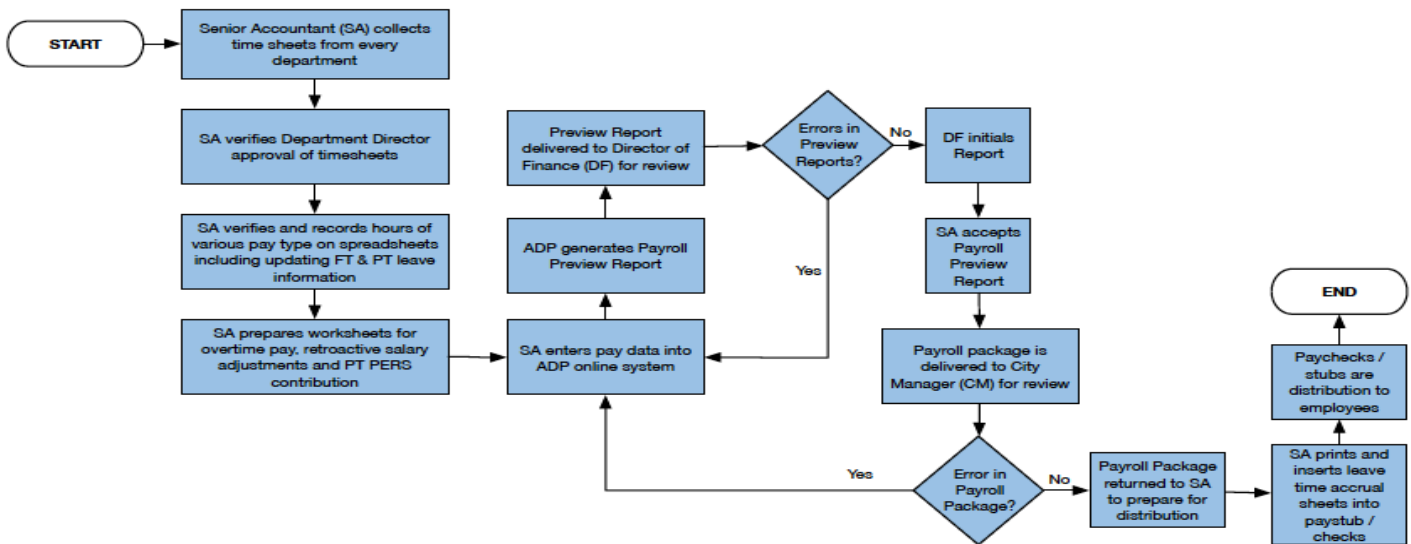 START
Senior Accountant (SA) collects
time sheets from every
department
SA verifies Department Director
approval of timesheets
SA verifies and records hours of
various pay type on spreadsheets
including updating FT & PT leave
information
SA prepares worksheets for
overtime pay, retroactive salary
adjustments and PT PERS
contribution
SA enters pay data into
ADP online system
ADP generates Payroll
Preview Report
Preview Report
delivered to Director of
Finance (DF) for review
Errors in
Preview
Reports?
No
Yes
DF initials
Report
SA accepts
Payroll
Preview
Report
Payroll package is
delivered to City
Manager (CM) for review
Error in
Payroll
Package?
Yes
No
Payroll Package
returned to SA
to prepare for
distribution
SA prints and
inserts leave
time accrual
sheets into
paystub /
checks
Paychecks /
stubs are
distribution to
employees
END